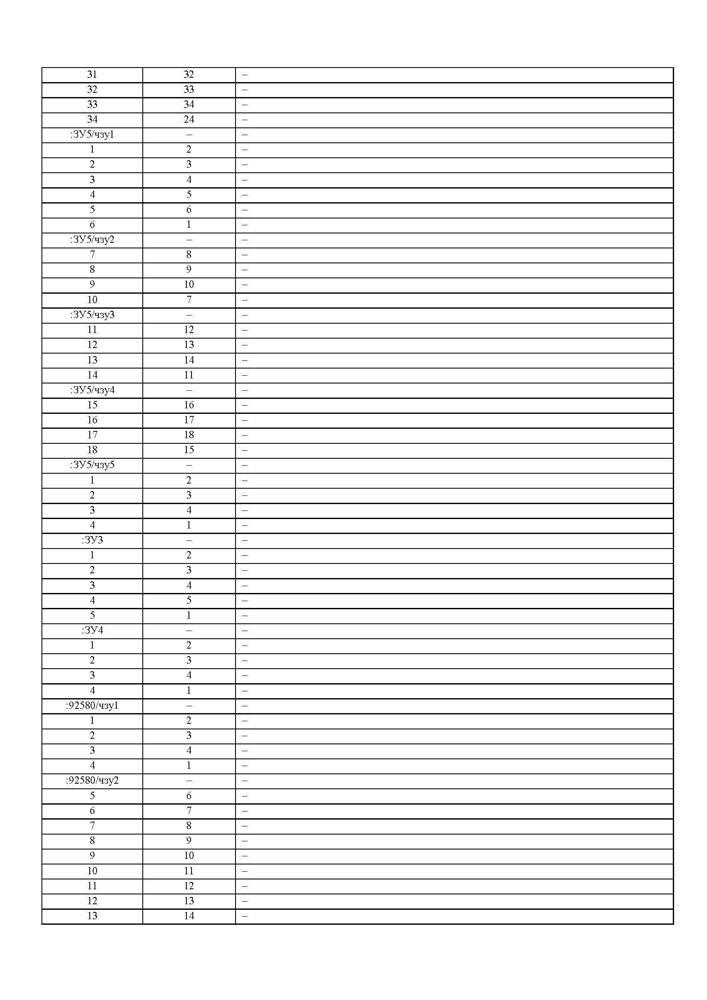 31 32 –
32 33 –
33 34 –
34 24 –
:ЗУ5/чзу1 – –
1 2 –
2 3 –
3 4 –
4 5 –
5 6 –
6 1 –
:ЗУ5/чзу2 – –
7 8 –
8 9 –
9 10 –
10 7 –
:ЗУ5/чзу3 – –
11 12 –
12 13 –
13 14 –
14 11 –
:ЗУ5/чзу4 – –
15 16 –
16 17 –
17 18 –
18 15 –
:ЗУ5/чзу5 – –
1 2 –
2 3 –
3 4 –
4 1 –
:ЗУ3 – –
1 2 –
2 3 –
3 4 –
4 5 –
5 1 –
:ЗУ4 – –
1 2 –
2 3 –
3 4 –
4 1 –
:92580/чзу1 – –
1 2 –
2 3 –
3 4 –
4 1 –
:92580/чзу2 – –
5 6 –
6 7 –
7 8 –
8 9 –
9 10 –
10 11 –
11 12 –
12 13 –
13 14 –